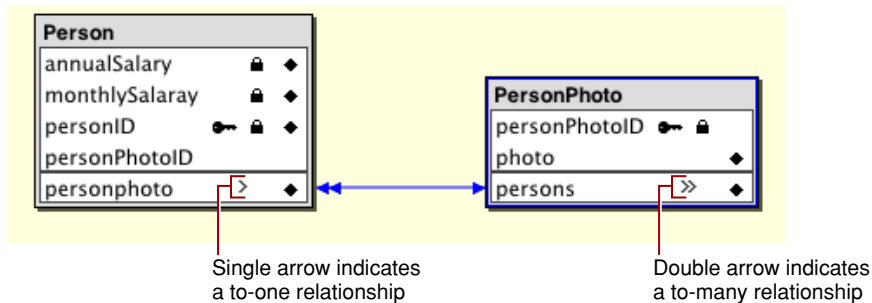 Person
annualSalary
monthlySalaray
personID
personPhotoID
personphoto >
PersonPhoto
personPhotoID
photo
persons >>
Single arrow indicates
a to-one relationship
Double arrow indicates
a to-many relationship